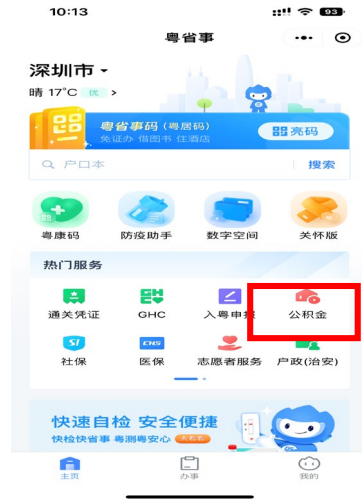 10:13
93
粤省事
深圳市
晴 17°C 优 >
粤省事码 (粤居码)
免证办 借图书 住酒店
亮码
户口本
搜索
粤康码 防疫助手 数字空间 关怀版
热门服务
通关凭证 GHC 入粤申报 公积金
SI CHS
社保 医保 志愿者服务 户政(治安)
快速自检 安全便捷
快检快省事 粤测粤安心
主页 办事 我的